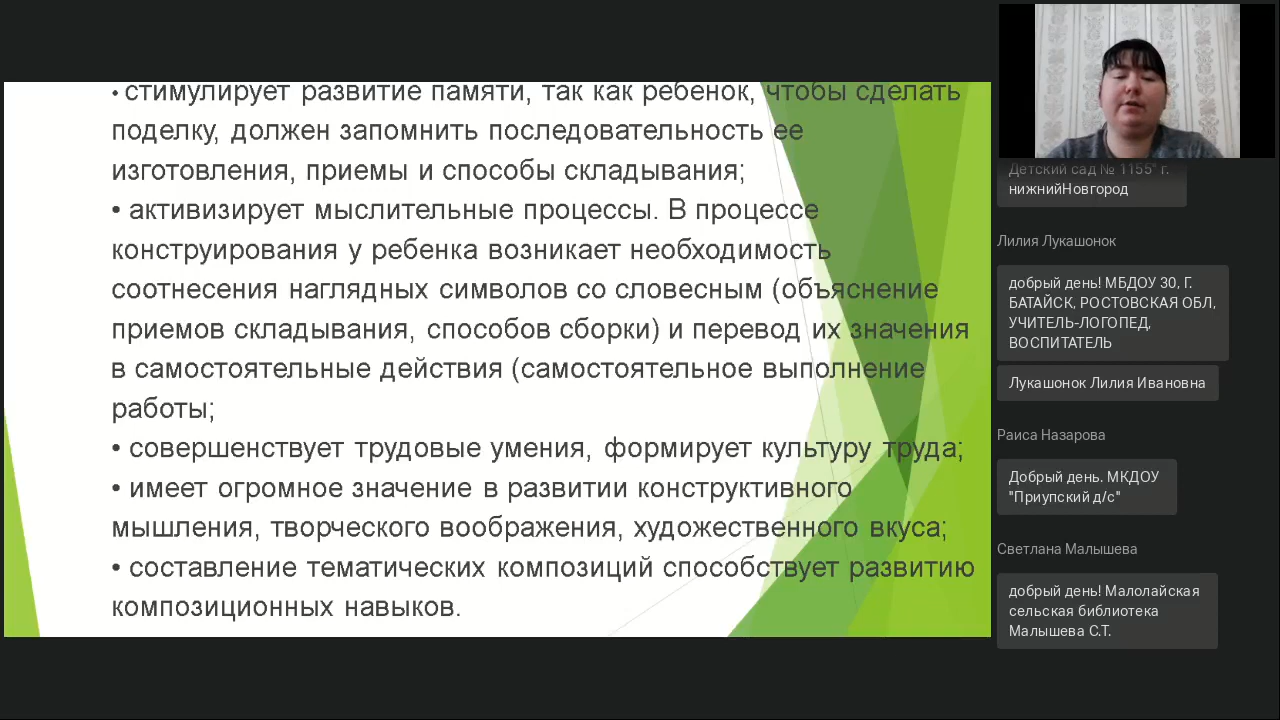 • стимулирует развитие памяти, так как ребенок, чтобы сделать
поделку, должен запомнить последовательность ее
изготовления, приемы и способы складывания;
• активизирует мыслительные процессы. В процессе
конструирования у ребенка возникает необходимость
соотнесения наглядных символов со словесным (объяснение
приемов складывания, способов сборки) и перевод их значения
в самостоятельные действия (самостоятельное выполнение
работы;
• совершенствует трудовые умения, формирует культуру труда;
• имеет огромное значение в развитии конструктивного
мышления, творческого воображения, художественного вкуса;
• составление тематических композиций способствует развитию
композиционных навыков.
Детский сад № 1155" г.
нижнийНовгород
Лилия Лукашонок
добрый день! МБДОУ 30, Г.
БАТАЙСК, РОСТОВСКАЯ ОБЛ,
УЧИТЕЛЬ-ЛОГОПЕД,
ВОСПИТАТЕЛЬ
Лукашонок Лилия Ивановна
Раиса Назарова
Добрый день. МКДОУ
"Приупский д/с"
Светлана Малышева
добрый день! Малолайская
сельская библиотека
Малышева С.Т.